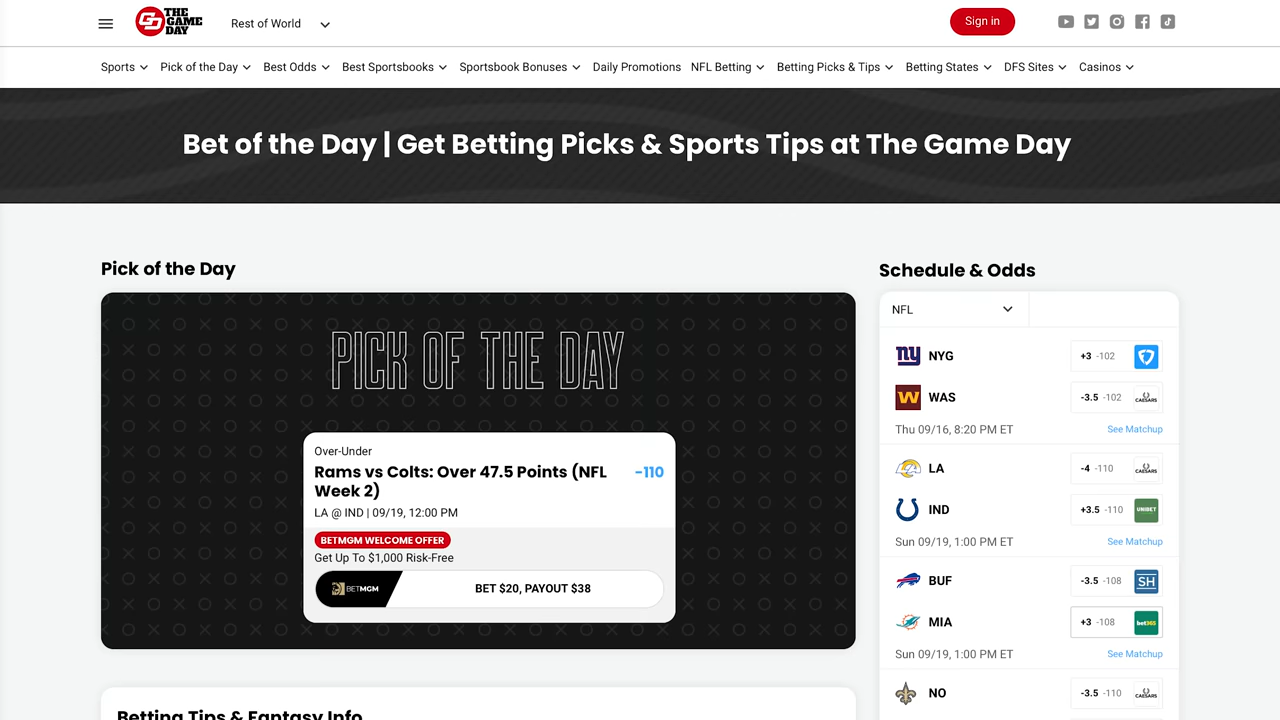 THE
GAME
DAY
Rest of World
Sign in
Sports
Pick of the Day
Best Odds
Best Sportsbooks
Sportsbook Bonuses
Daily Promotions
NFL Betting
Betting Picks & Tips
Betting States
DFS Sites
Casinos
Bet of the Day | Get Betting Picks & Sports Tips at The Game Day
Pick of the Day
PICK OF THE DAY
Over-Under
Rams vs Colts: Over 47.5 Points (NFL
Week 2)
-110
LA @ IND | 09/19, 12:00 PM
BETMGM WELCOME OFFER
Get Up To $1,000 Risk-Free
BETMGM
BET $20, PAYOUT $38
Betting Tips & Fantasy Info
Schedule & Odds
NFL
ny NYG +3 -102
W WAS -3.5 -102 CAESARS
Thu 09/16, 8:20 PM ET See Matchup
LA -4 -110 CAESARS
IND +3.5 -110 UNIBET
Sun 09/19, 1:00 PM ET See Matchup
BUF -3.5 -108 SH
MIA +3 -108 bet365
Sun 09/19, 1:00 PM ET See Matchup
NO -3.5 -110 CAESARS